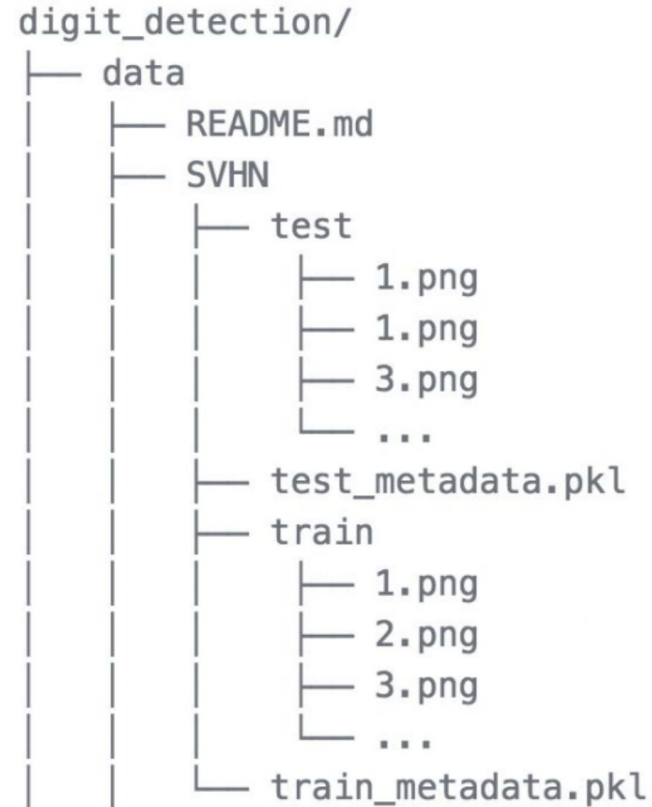 digit_detection/
├── data
│   ├── README.md
│   ├── SVHN
│   │   ├── test
│   │   │   ├── 1.png
│   │   │   ├── 1.png
│   │   │   ├── 3.png
│   │   │   └── ...
│   │   ├── test_metadata.pkl
│   │   ├── train
│   │   │   ├── 1.png
│   │   │   ├── 2.png
│   │   │   ├── 3.png
│   │   │   └── ...
│   │   └── train_metadata.pkl